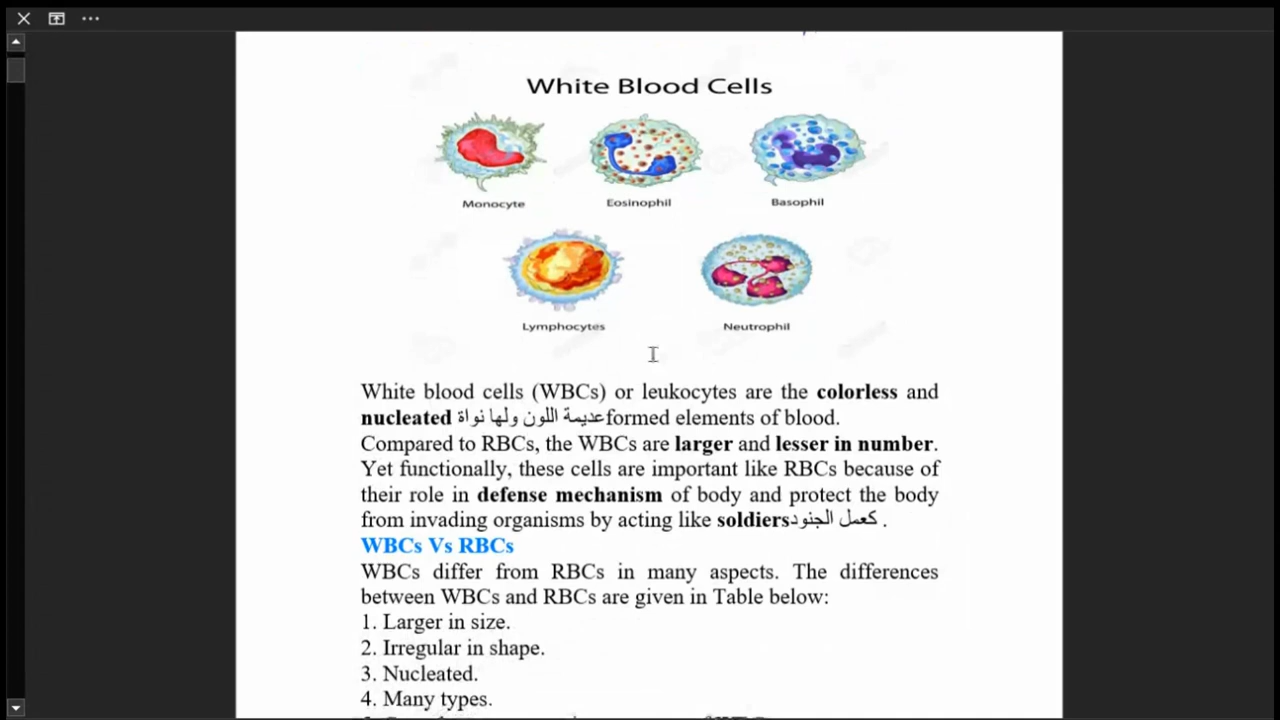 White Blood Cells
Monocyte
Eosinophil
Basophil
Lymphocytes
Neutrophil
White blood cells (WBCs) or leukocytes are the colorless and
nucleated عديمة اللون ولها نواة formed elements of blood.
Compared to RBCs, the WBCs are larger and lesser in number.
Yet functionally, these cells are important like RBCs because of
their role in defense mechanism of body and protect the body
from invading organisms by acting like soldiers كعمل الجنود .
WBCs Vs RBCs
WBCs differ from RBCs in many aspects. The differences
between WBCs and RBCs are given in Table below:
1. Larger in size.
2. Irregular in shape.
3. Nucleated.
4. Many types.